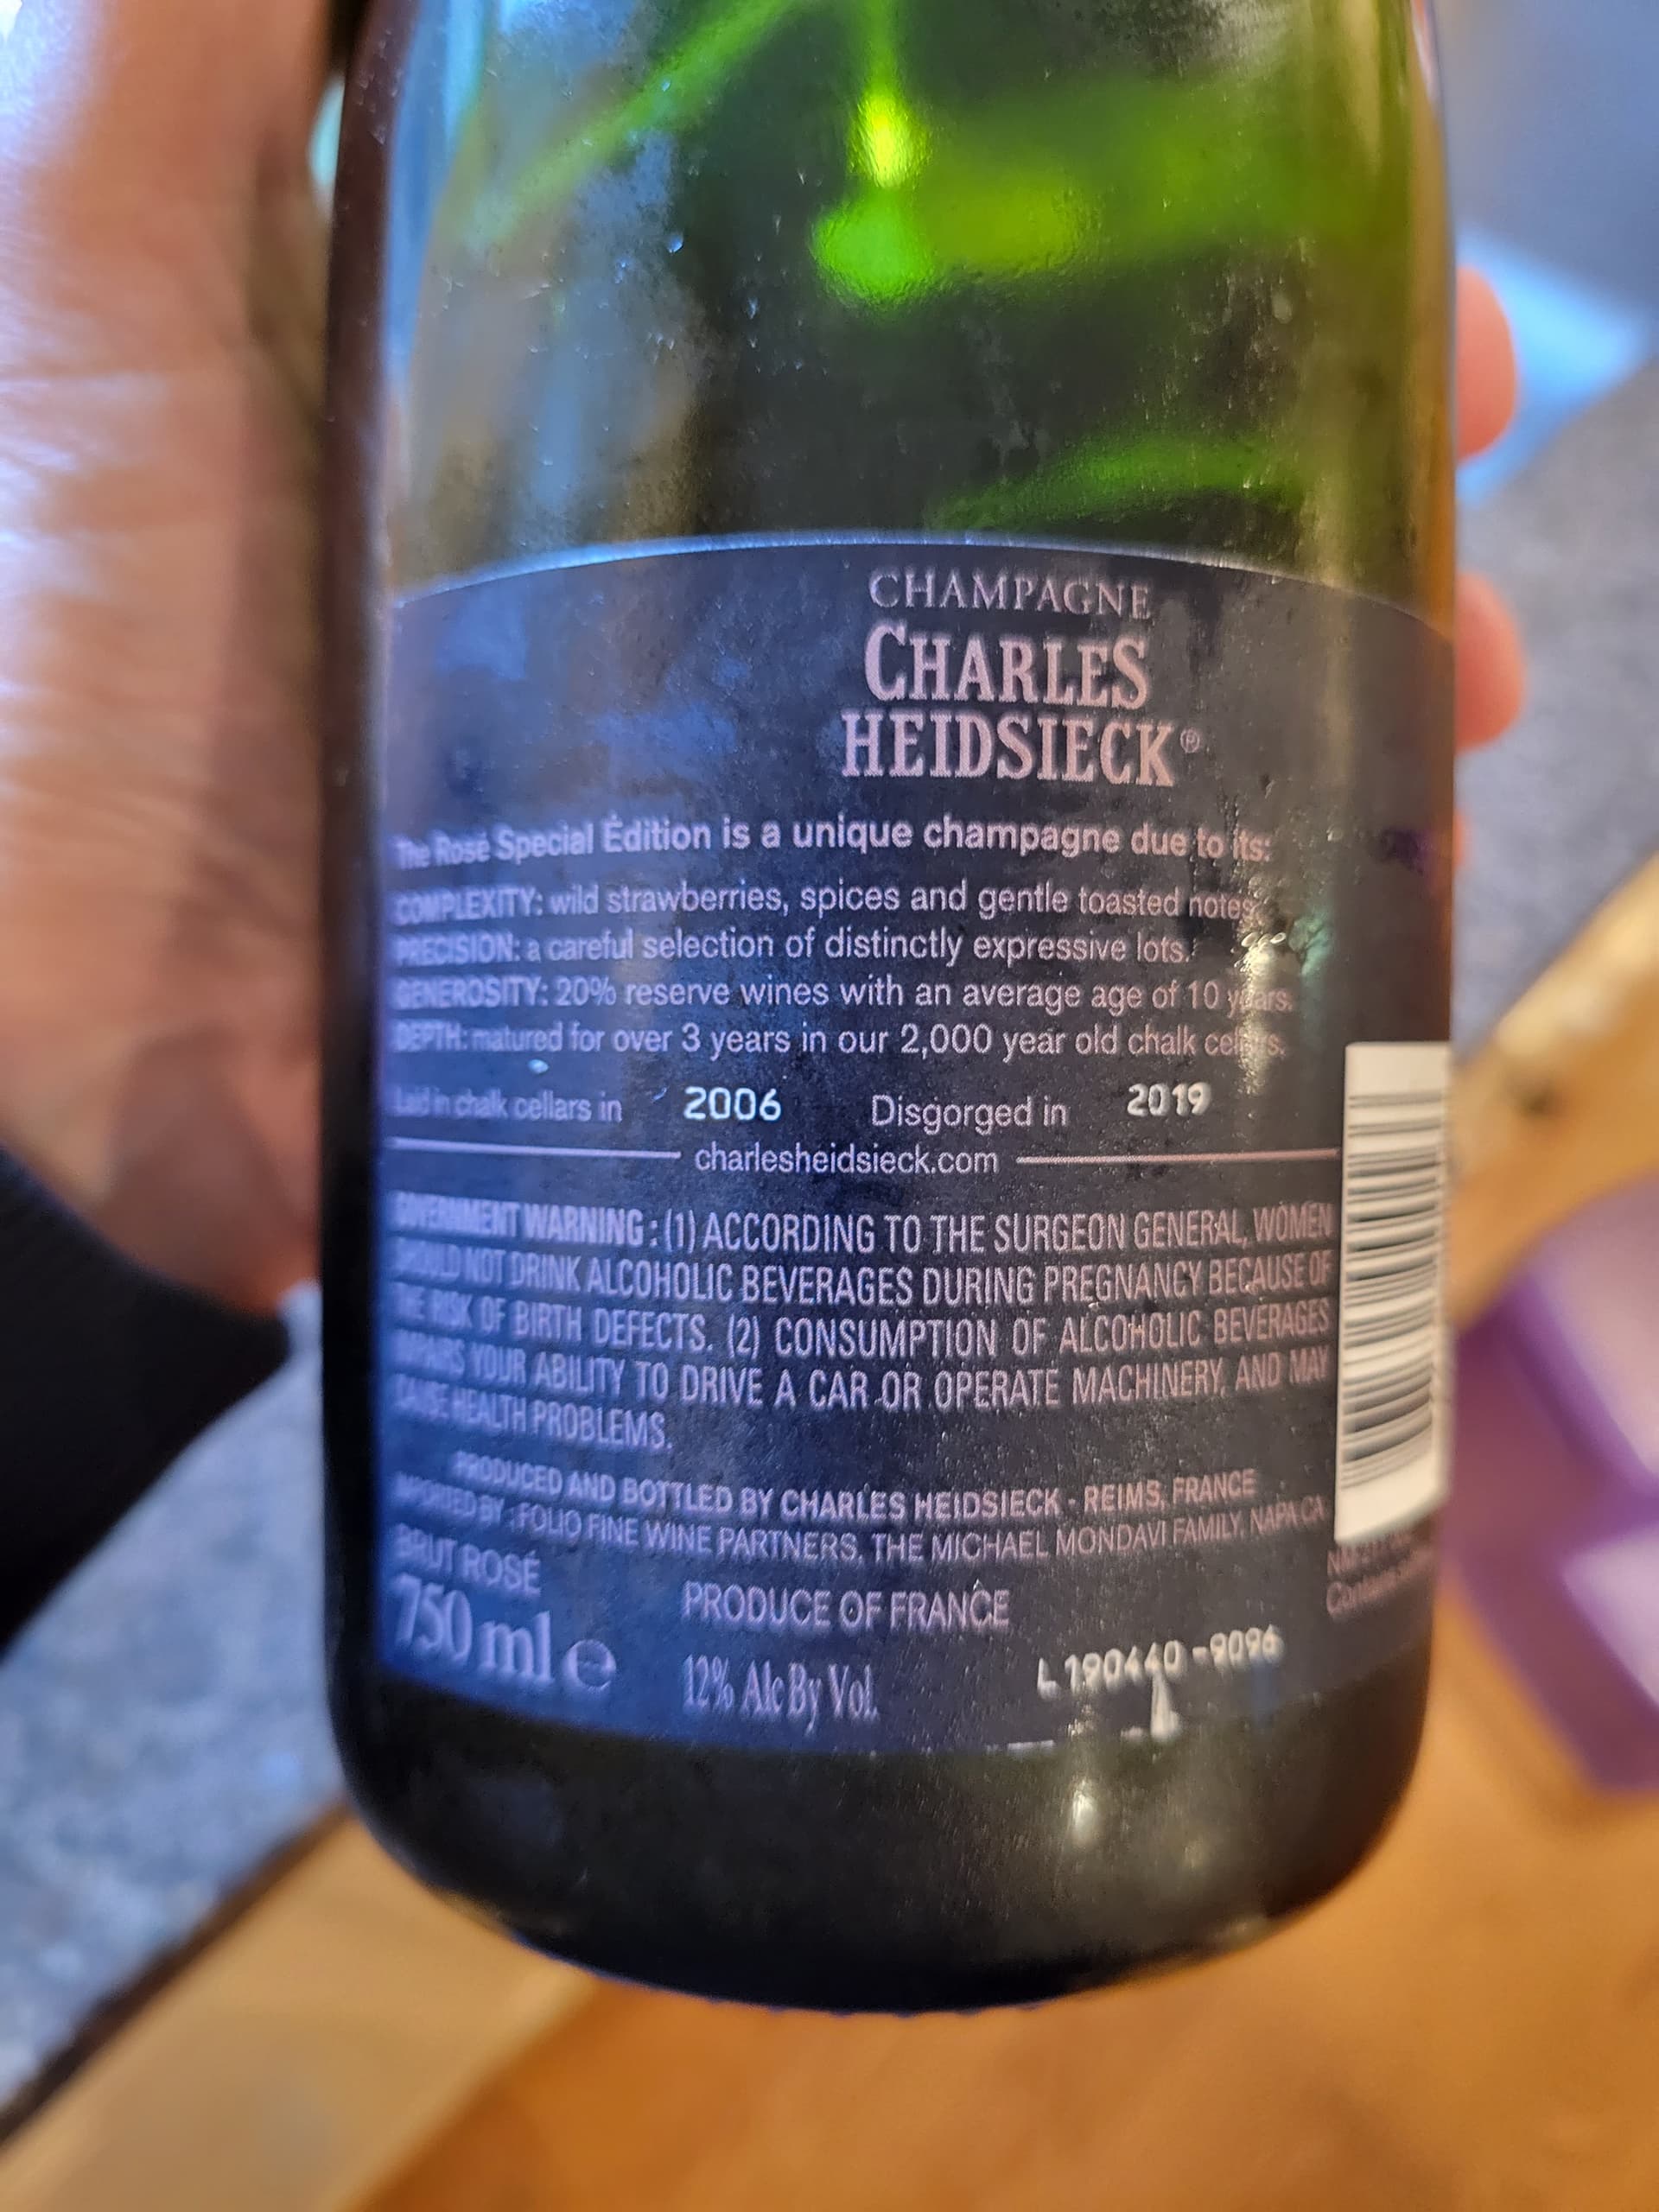 CHAMPAGNE
CHARLES
HEIDSIECK®
The Rosé Special Edition is a unique champagne due to its:
COMPLEXITY: wild strawberries, spices and gentle toasted notes.
PRECISION: a careful selection of distinctly expressive lots.
GENEROSITY: 20% reserve wines with an average age of 10 years.
DEPTH: matured for over 3 years in our 2,000 year old chalk cellars.
Laid in chalk cellars in 2006 Disgorged in 2019
charlesheidsieck.com
GOVERNMENT WARNING : (1) ACCORDING TO THE SURGEON GENERAL, WOMEN
SHOULD NOT DRINK ALCOHOLIC BEVERAGES DURING PREGNANCY BECAUSE OF
THE RISK OF BIRTH DEFECTS. (2) CONSUMPTION OF ALCOHOLIC BEVERAGES
IMPAIRS YOUR ABILITY TO DRIVE A CAR OR OPERATE MACHINERY, AND MAY
CAUSE HEALTH PROBLEMS.
PRODUCED AND BOTTLED BY CHARLES HEIDSIECK - REIMS, FRANCE
IMPORTED BY : FOLIO FINE WINE PARTNERS, THE MICHAEL MONDAVI FAMILY, NAPA CA
BRUT ROSÉ
PRODUCE OF FRANCE
750 ml e
12% Alc By Vol.
L190440-9096